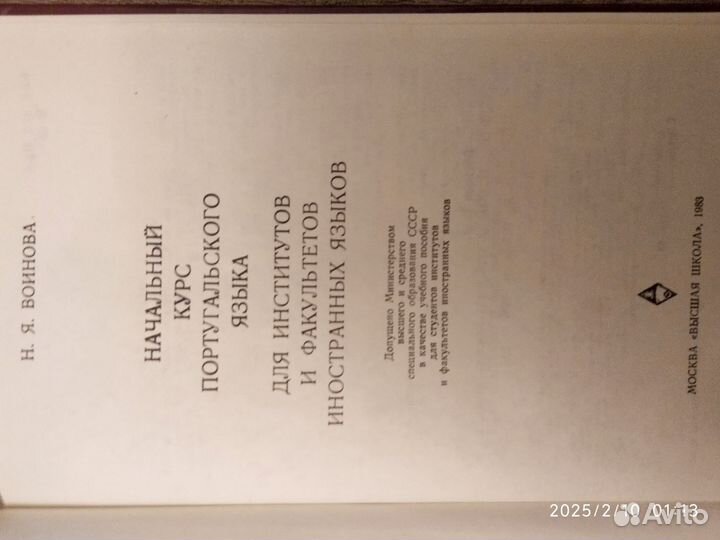 Н. Я. ВОИНОВА
НАЧАЛЬНЫЙ
КУРС
ПОРТУГАЛЬСКОГО
ЯЗЫКА
ДЛЯ ИНСТИТУТОВ
И ФАКУЛЬТЕТОВ
ИНОСТРАННЫХ ЯЗЫКОВ
Допущено Министерством
высшего и среднего
специального образования СССР
в качестве учебного пособия
для студентов институтов
и факультетов иностранных языков
МОСКВА «ВЫСШАЯ ШКОЛА», 1983
2025/2/10 01:13
Avito